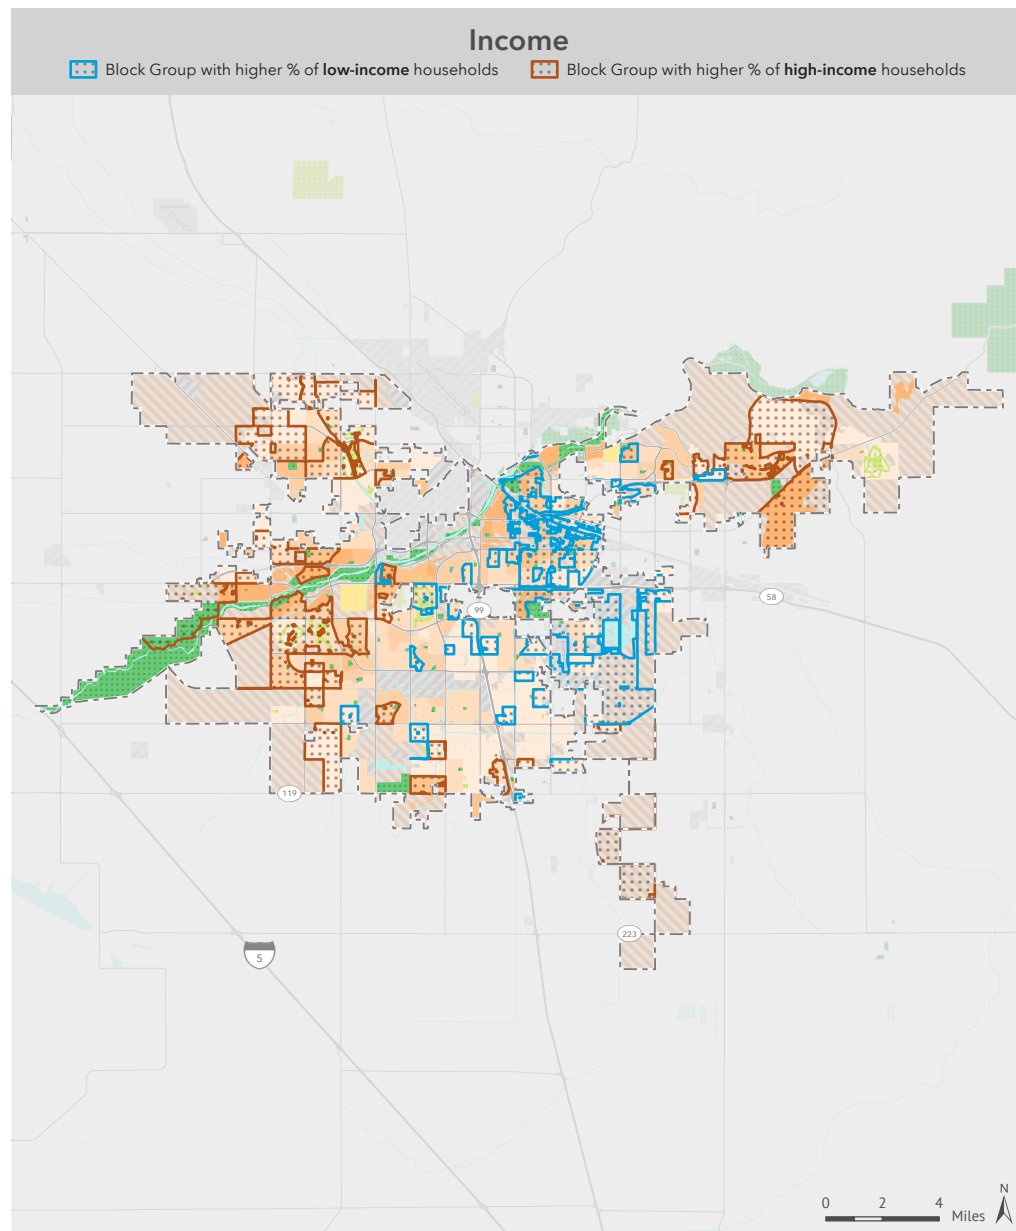 Income
Block Group with higher % of low-income households
Block Group with higher % of high-income households
99
58
119
223
5
N
0 2 4 Miles